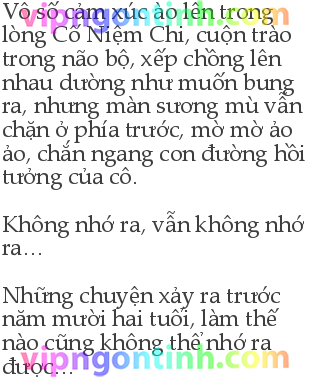 vipngontinh.com
Vô số cảm xúc ào lên trong
lòng Cố Niệm Chi, cuộn trào
trong não bộ, xếp chồng lên
nhau dường như muốn bung
ra, nhưng màn sương mù vẫn
chặn ở phía trước, mờ mờ ảo
ảo, chắn ngang con đường hồi
tưởng của cô.
Không nhớ ra, vẫn không nhớ
ra...
Những chuyện xảy ra trước
năm mười hai tuổi, làm thế
nào cũng không thể nhớ ra
được...
vipngontinh.com